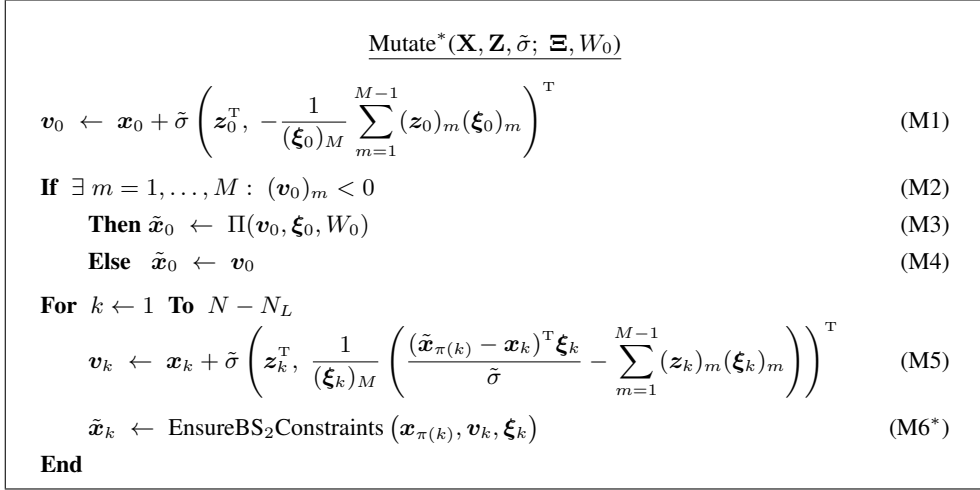 Mutate*(X, Z, σ̃; Ξ, W₀)
v₀ ← x₀ + σ̃ ( z₀ᵀ, − 1/(ξ₀)_M ∑_{m=1}^{M−1} (z₀)_m(ξ₀)_m )ᵀ (M1)
If ∃ m = 1, . . . , M : (v₀)_m < 0 (M2)
Then x̃₀ ← Π(v₀, ξ₀, W₀) (M3)
Else x̃₀ ← v₀ (M4)
For k ← 1 To N − N_L
v_k ← x_k + σ̃ ( z_kᵀ, 1/(ξ_k)_M ( (x̃_{π(k)} − x_k)ᵀξ_k / σ̃ − ∑_{m=1}^{M−1} (z_k)_m(ξ_k)_m ) )ᵀ (M5)
x̃_k ← EnsureBS₂Constraints (x_{π(k)}, v_k, ξ_k) (M6*)
End